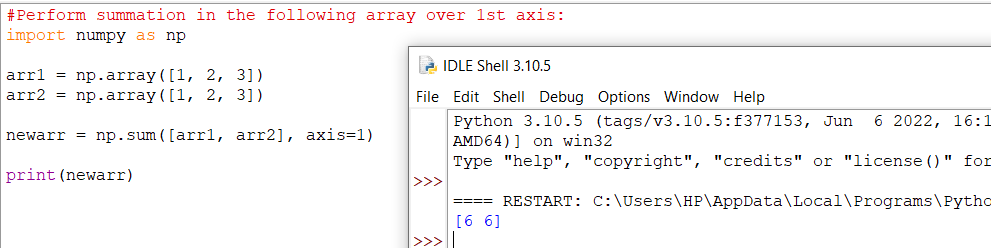 #Perform summation in the following array over 1st axis:
import numpy as np
arr1 = np.array([1, 2, 3])
arr2 = np.array([1, 2, 3])
newarr = np.sum([arr1, arr2], axis=1)
print(newarr)
IDLE Shell 3.10.5
File Edit Shell Debug Options Window Help
Python 3.10.5 (tags/v3.10.5:f377153, Jun  6 2022, 16:1
AMD64)] on win32
Type "help", "copyright", "credits" or "license()" for
>>>
==== RESTART: C:\Users\HP\AppData\Local\Programs\Pytho
[6 6]
>>>